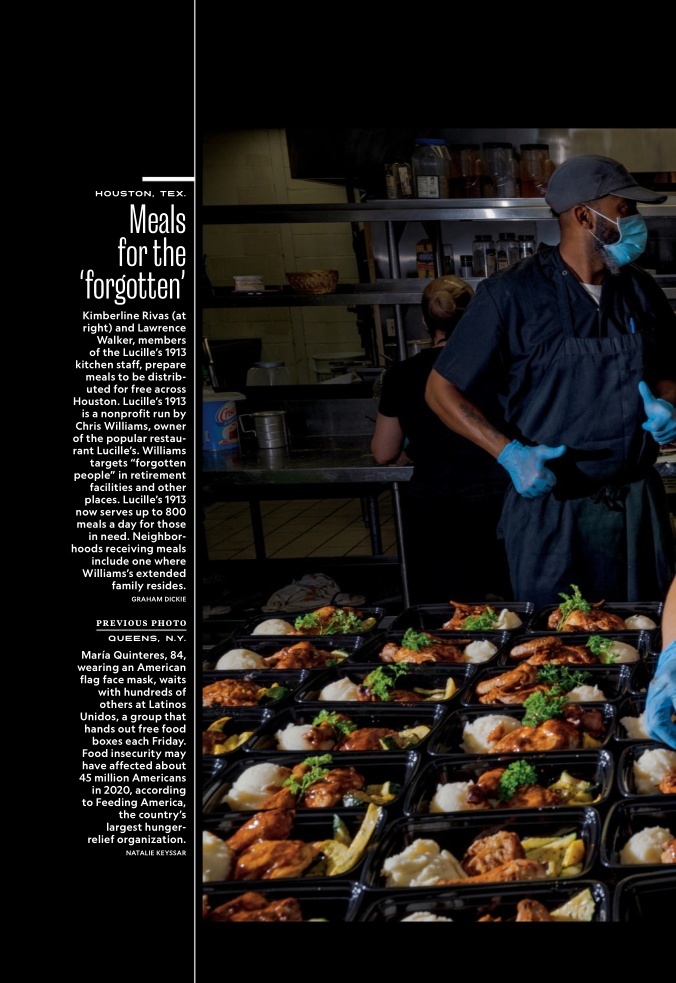 HOUSTON, TEX.
Meals
for the
‘forgotten’
Kimberline Rivas (at
right) and Lawrence
Walker, members
of the Lucille’s 1913
kitchen staff, prepare
meals to be distrib-
uted for free across
Houston. Lucille’s 1913
is a nonprofit run by
Chris Williams, owner
of the popular restau-
rant Lucille’s. Williams
targets “forgotten
people” in retirement
facilities and other
places. Lucille’s 1913
now serves up to 800
meals a day for those
in need. Neighbor-
hoods receiving meals
include one where
Williams’s extended
family resides.
GRAHAM DICKIE
PREVIOUS PHOTO
QUEENS, N.Y.
María Quinteres, 84,
wearing an American
flag face mask, waits
with hundreds of
others at Latinos
Unidos, a group that
hands out free food
boxes each Friday.
Food insecurity may
have affected about
45 million Americans
in 2020, according
to Feeding America,
the country’s
largest hunger-
relief organization.
NATALIE KEYSSAR